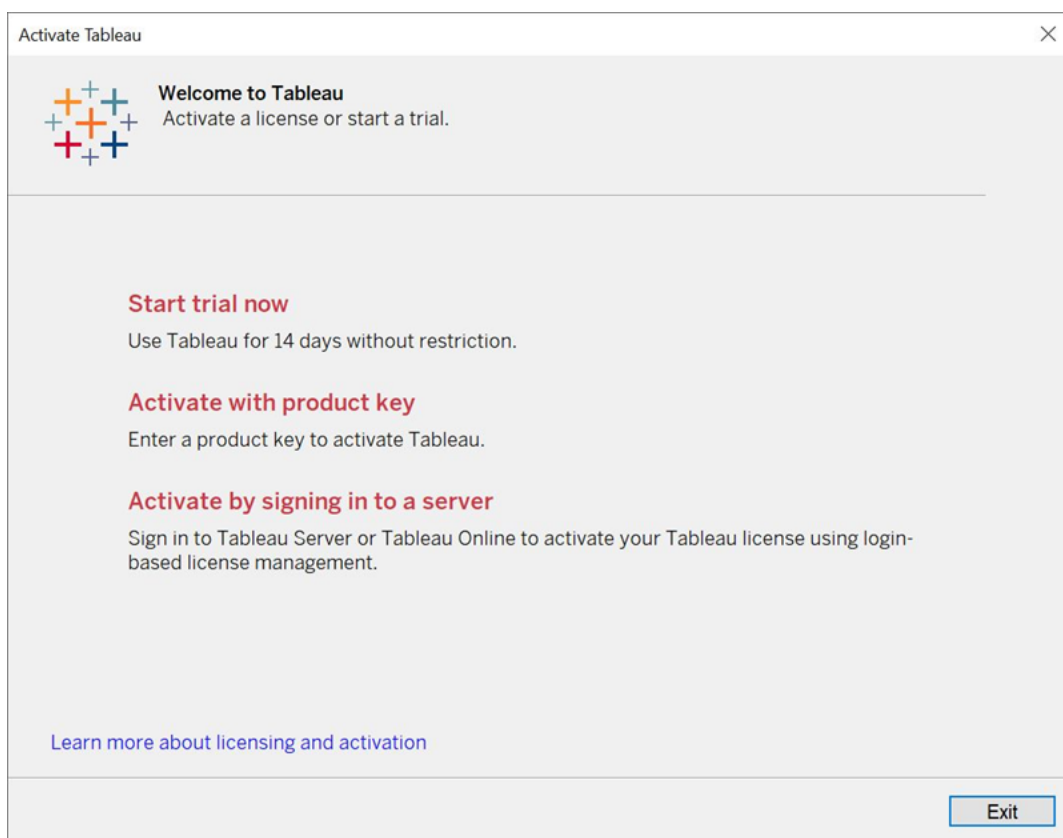 Activate Tableau
Welcome to Tableau
Activate a license or start a trial.
Start trial now
Use Tableau for 14 days without restriction.
Activate with product key
Enter a product key to activate Tableau.
Activate by signing in to a server
Sign in to Tableau Server or Tableau Online to activate your Tableau license using login-
based license management.
Learn more about licensing and activation
Exit